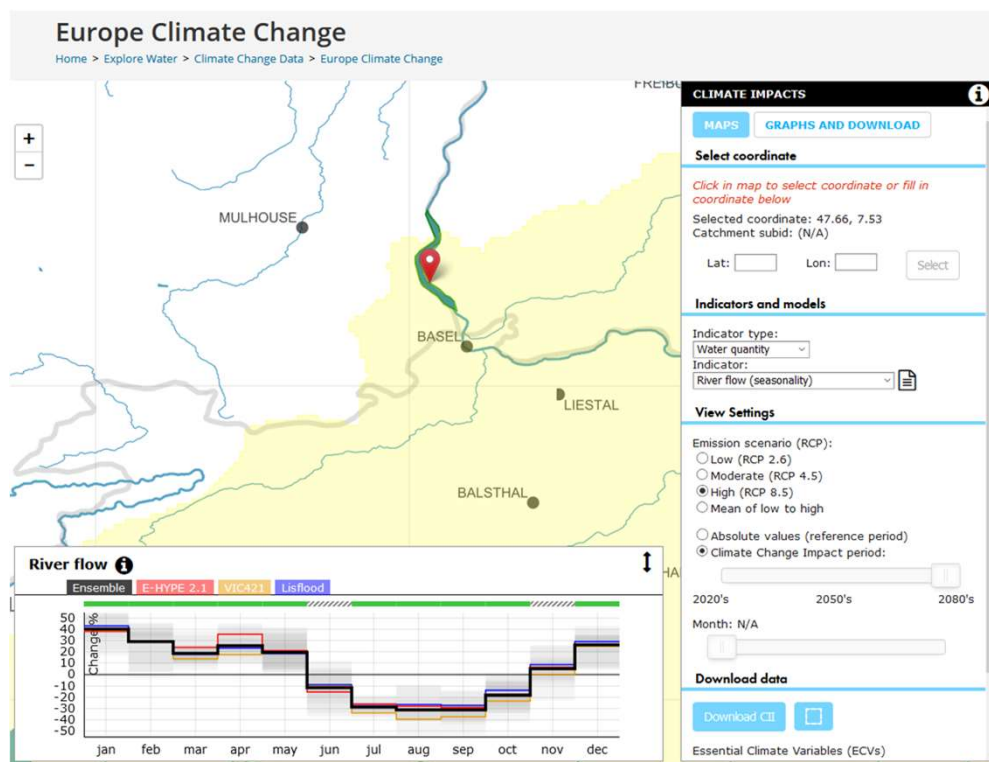 Europe Climate Change
Home > Explore Water > Climate Change Data > Europe Climate Change
+
−
MULHOUSE
BASEL
LIESTAL
BALSTHAL
CLIMATE IMPACTS
MAPS GRAPHS AND DOWNLOAD
Select coordinate
Click in map to select coordinate or fill in
coordinate below
Selected coordinate: 47.66, 7.53
Catchment subid: (N/A)
Lat: Lon: Select
Indicators and models
Indicator type:
Water quantity
Indicator:
River flow (seasonality)
View Settings
Emission scenario (RCP):
Low (RCP 2.6)
Moderate (RCP 4.5)
High (RCP 8.5)
Mean of low to high
Absolute values (reference period)
Climate Change Impact period:
2020's 2050's 2080's
Month: N/A
Download data
Download CII
Essential Climate Variables (ECVs)
River flow
Ensemble E-HYPE 2.1 VIC421 Lisflood
Change %
50
40
30
20
10
0
-10
-20
-30
-40
-50
jan feb mar apr may jun jul aug sep oct nov dec